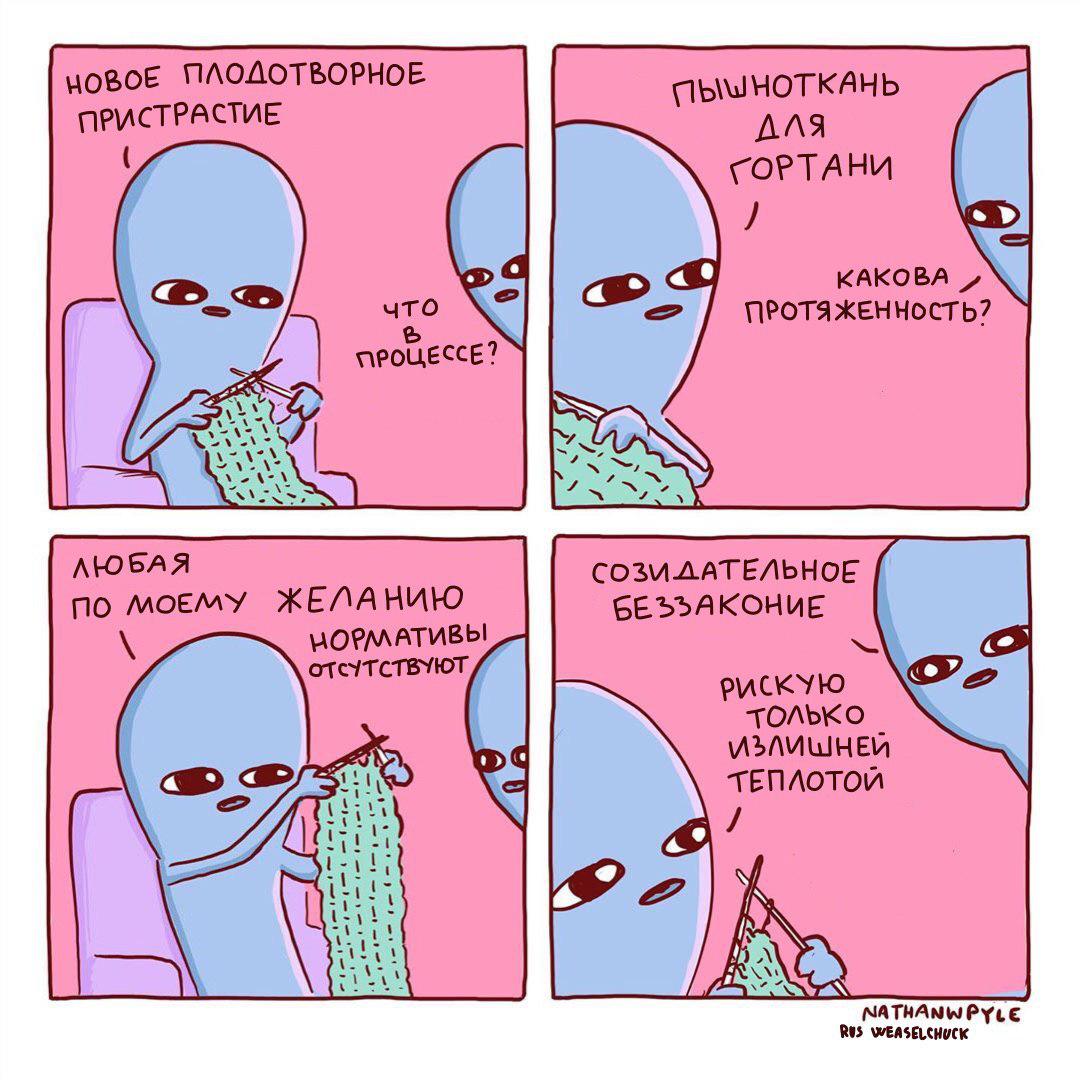 НОВОЕ ПЛОДОТВОРНОЕ
ПРИСТРАСТИЕ
ЧТО
В
ПРОЦЕССЕ?
ПЫШНОТКАНЬ
ДЛЯ
ГОРТАНИ
КАКОВА
ПРОТЯЖЕННОСТЬ?
ЛЮБАЯ
ПО МОЕМУ ЖЕЛАНИЮ
НОРМАТИВЫ
ОТСУТСТВУЮТ
СОЗИДАТЕЛЬНОЕ
БЕЗЗАКОНИЕ
РИСКУЮ
ТОЛЬКО
ИЗЛИШНЕЙ
ТЕПЛОТОЙ
NATHANWPYLE
RUS WEASELCHUCK